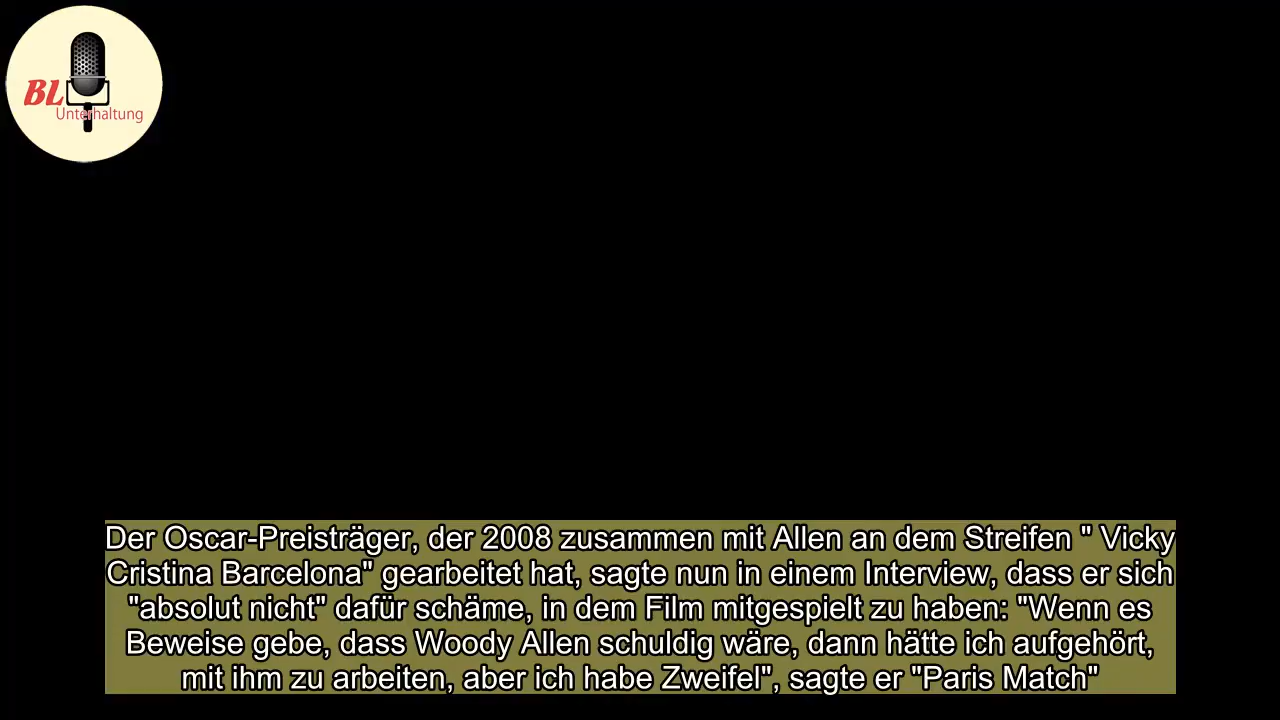 BL
Unterhaltung
Der Oscar-Preisträger, der 2008 zusammen mit Allen an dem Streifen " Vicky
Cristina Barcelona" gearbeitet hat, sagte nun in einem Interview, dass er sich
"absolut nicht" dafür schäme, in dem Film mitgespielt zu haben: "Wenn es
Beweise gebe, dass Woody Allen schuldig wäre, dann hätte ich aufgehört,
mit ihm zu arbeiten, aber ich habe Zweifel", sagte er "Paris Match"